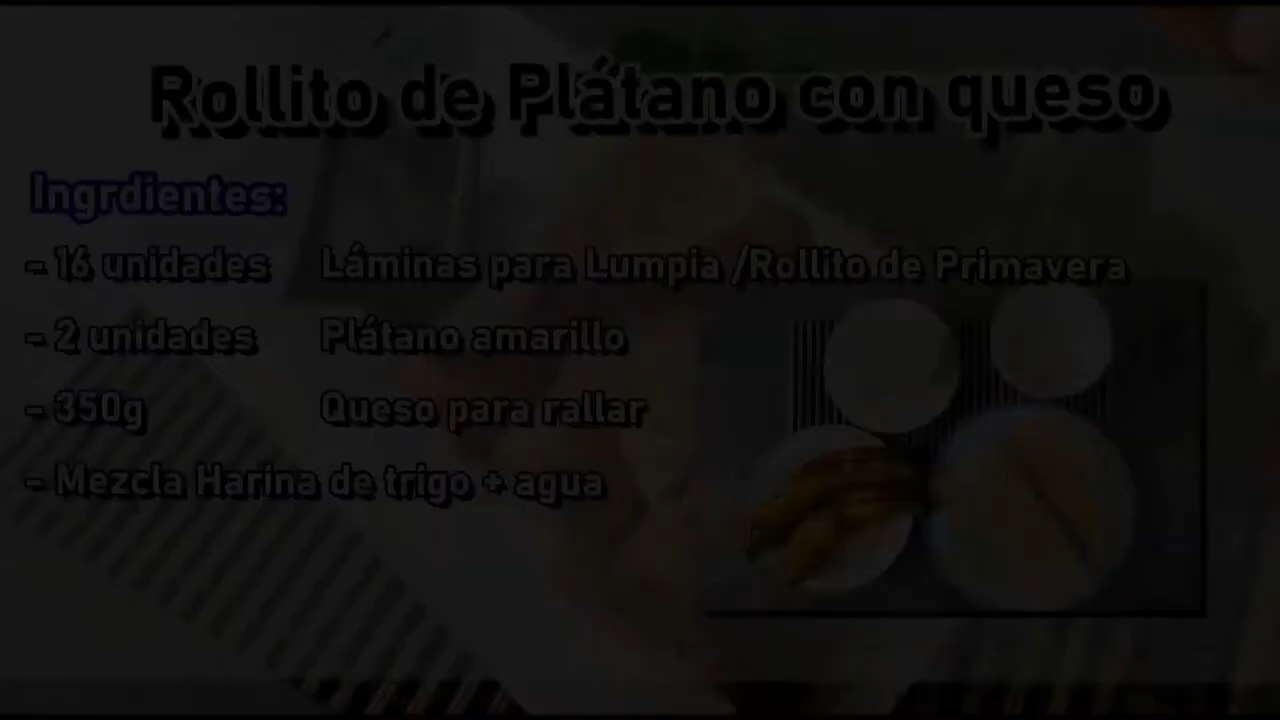 Rollito de Plátano con queso
Ingrdientes:
- 16 unidades Láminas para Lumpia /Rollito de Primavera
- 2 unidades Plátano amarillo
- 350g Queso para rallar
- Mezcla Harina de trigo + agua